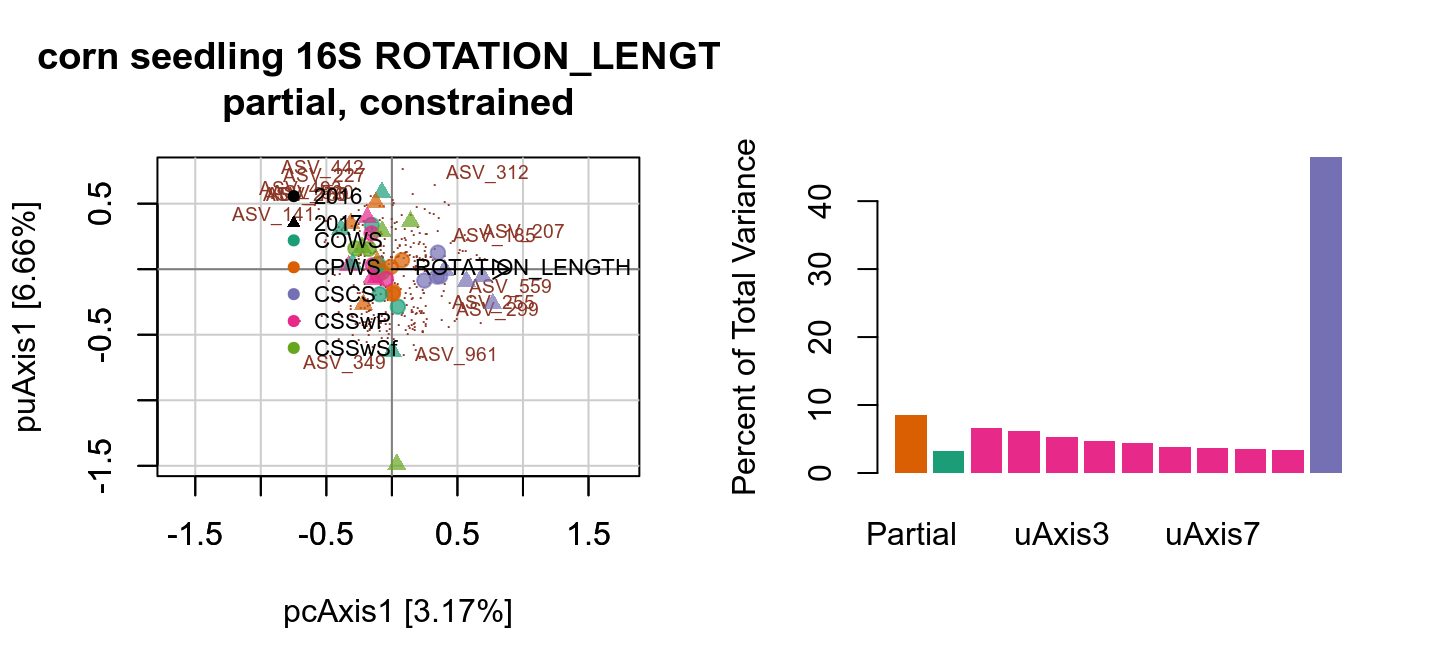 corn seedling 16S ROTATION_LENGT
partial, constrained
puAxis1 [6.66%]
0.5
-0.5
-1.5
ASV_442
ASV_227
ASV_312
ASV_141
ASV_207
ASV_185
ROTATION_LENGTH
ASV_559
ASV_255
ASV_299
ASV_961
ASV_349
2016
2017
COWS
CPWS
CSCS
CSSwP
CSSwSf
-1.5
-0.5
0.5
1.5
pcAxis1 [3.17%]
Percent of Total Variance
40
30
20
10
0
Partial
uAxis3
uAxis7